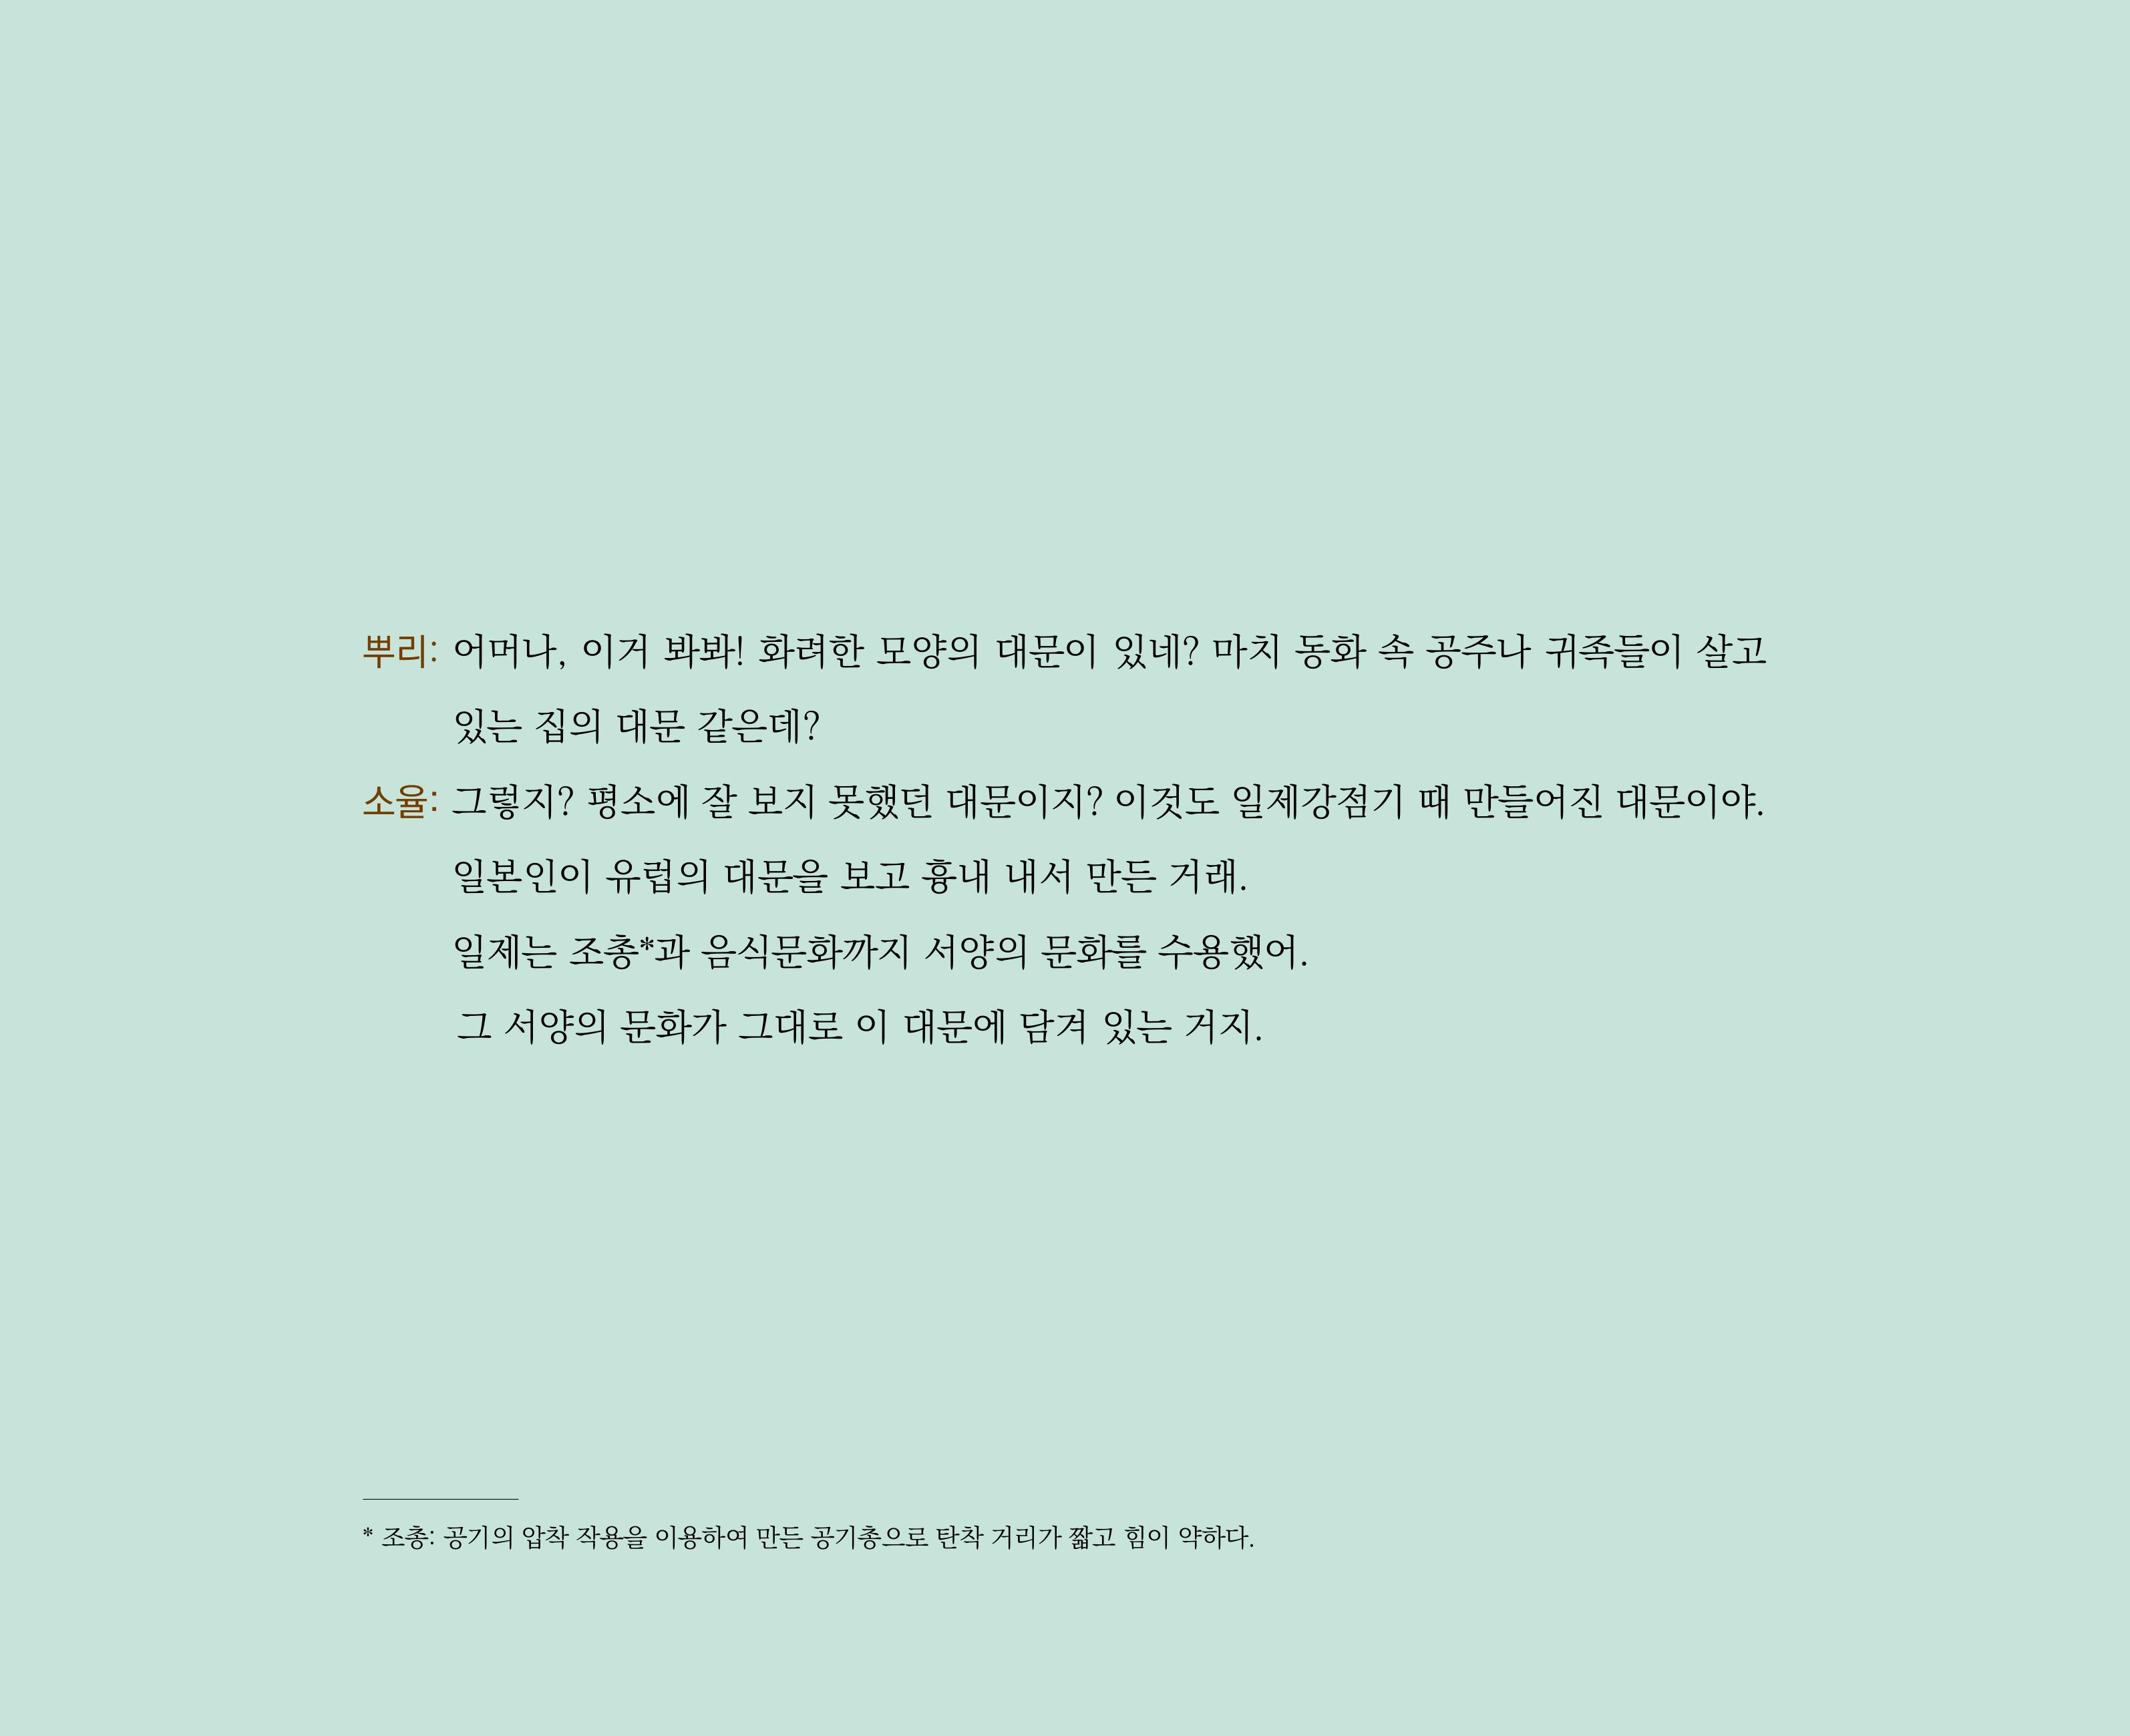 뿌리: 어머나, 이거 봐봐! 화려한 모양의 대문이 있네? 마치 동화 속 공주나 귀족들이 살고
있는 집의 대문 같은데?
소율: 그렇지? 평소에 잘 보지 못했던 대문이지? 이것도 일제강점기 때 만들어진 대문이야.
일본인이 유럽의 대문을 보고 흉내 내서 만든 거래.
일제는 조총*과 음식문화까지 서양의 문화를 수용했어.
그 서양의 문화가 그대로 이 대문에 담겨 있는 거지.
* 조총: 공기의 압착 작용을 이용하여 만든 공기총으로 탄착 거리가 짧고 힘이 약하다.